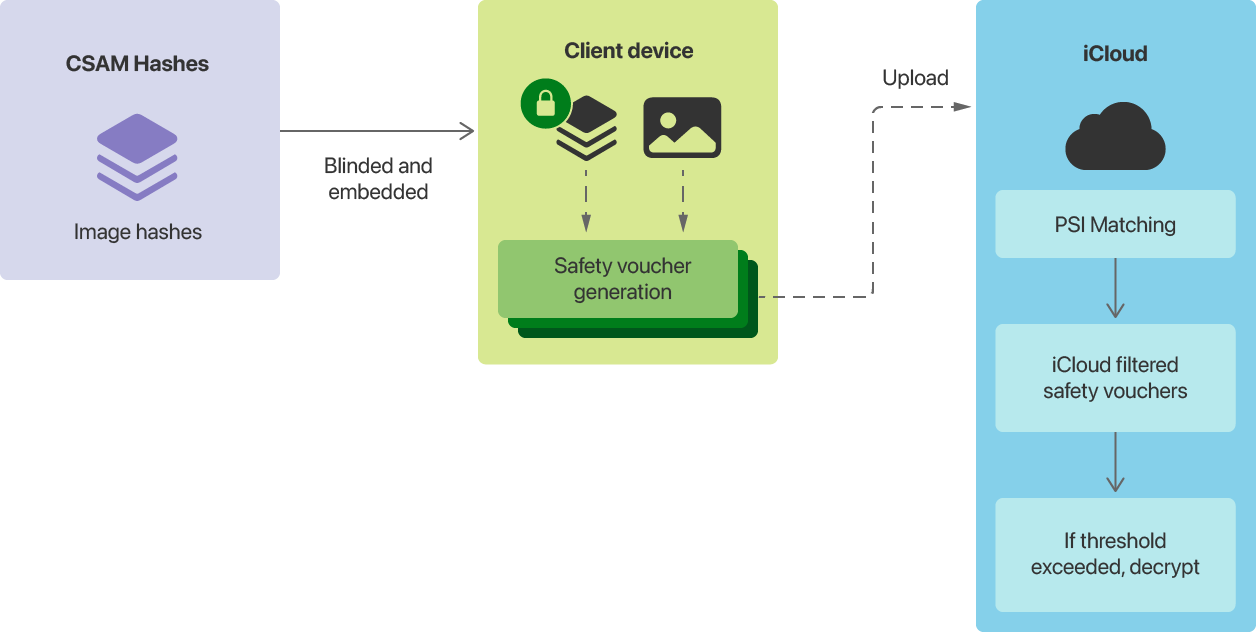 CSAM Hashes
Image hashes
Blinded and
embedded
Client device
Safety voucher
generation
Upload
iCloud
PSI Matching
iCloud filtered
safety vouchers
If threshold
exceeded, decrypt